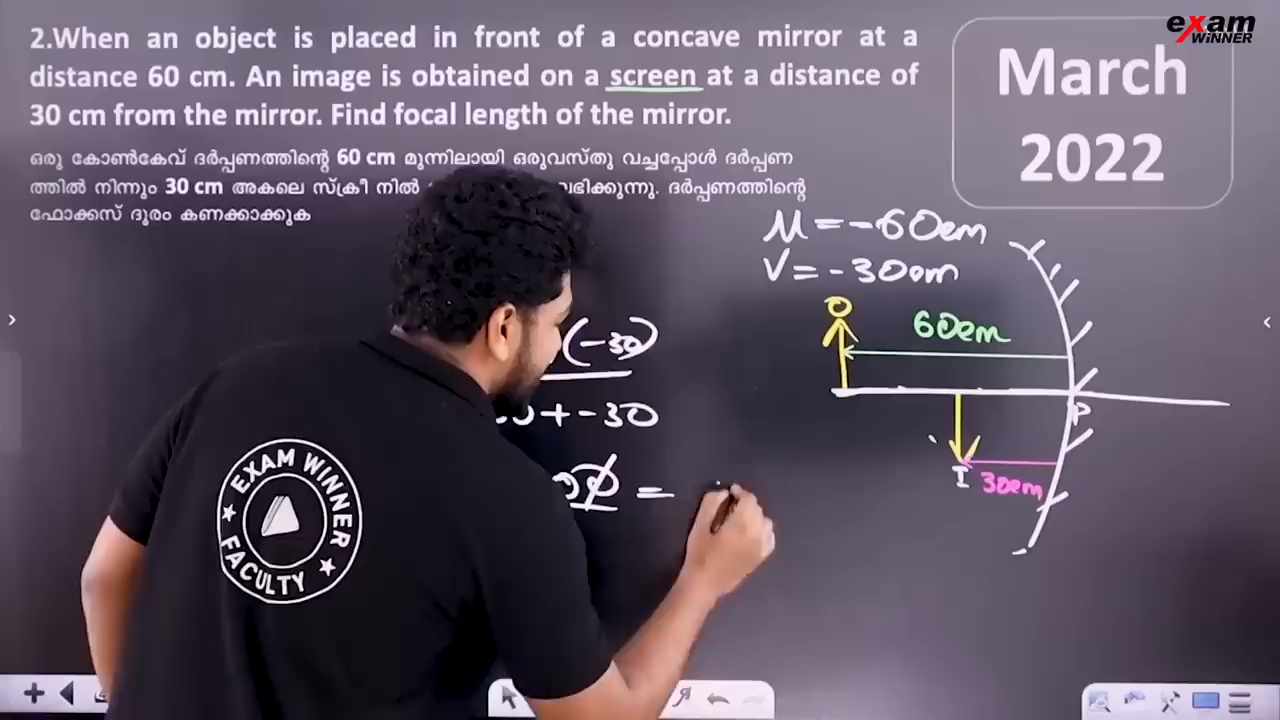 exam
WiNNER
2.When an object is placed in front of a concave mirror at a
distance 60 cm. An image is obtained on a screen at a distance of
30 cm from the mirror. Find focal length of the mirror.
March
2022
ഒരു കോൺകേവ് ദർപ്പണത്തിന്റെ 60 cm മുന്നിലായി ഒരുവസ്തു വച്ചപ്പോൾ ദർപ്പണ
ത്തിൽ നിന്നും 30 cm അകലെ സ്ക്രീ നിൽ ദർപ്പണത്തിന്റെ
ഫോക്കസ് ദൂരം കണക്കാക്കുക
u = -60cm
V = -30cm
O
60cm
(-30)
+ -30
P
I 30cm
=
EXAM WINNER
FACULTY